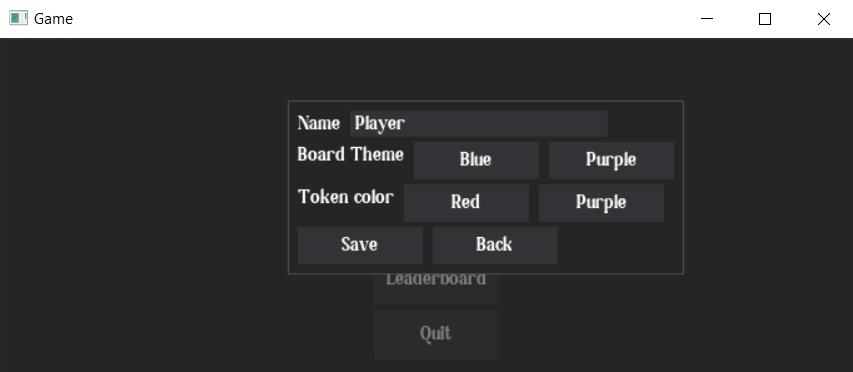 Game
Name Player
Board Theme Blue Purple
Token color Red Purple
Save Back
Leaderboard
Quit